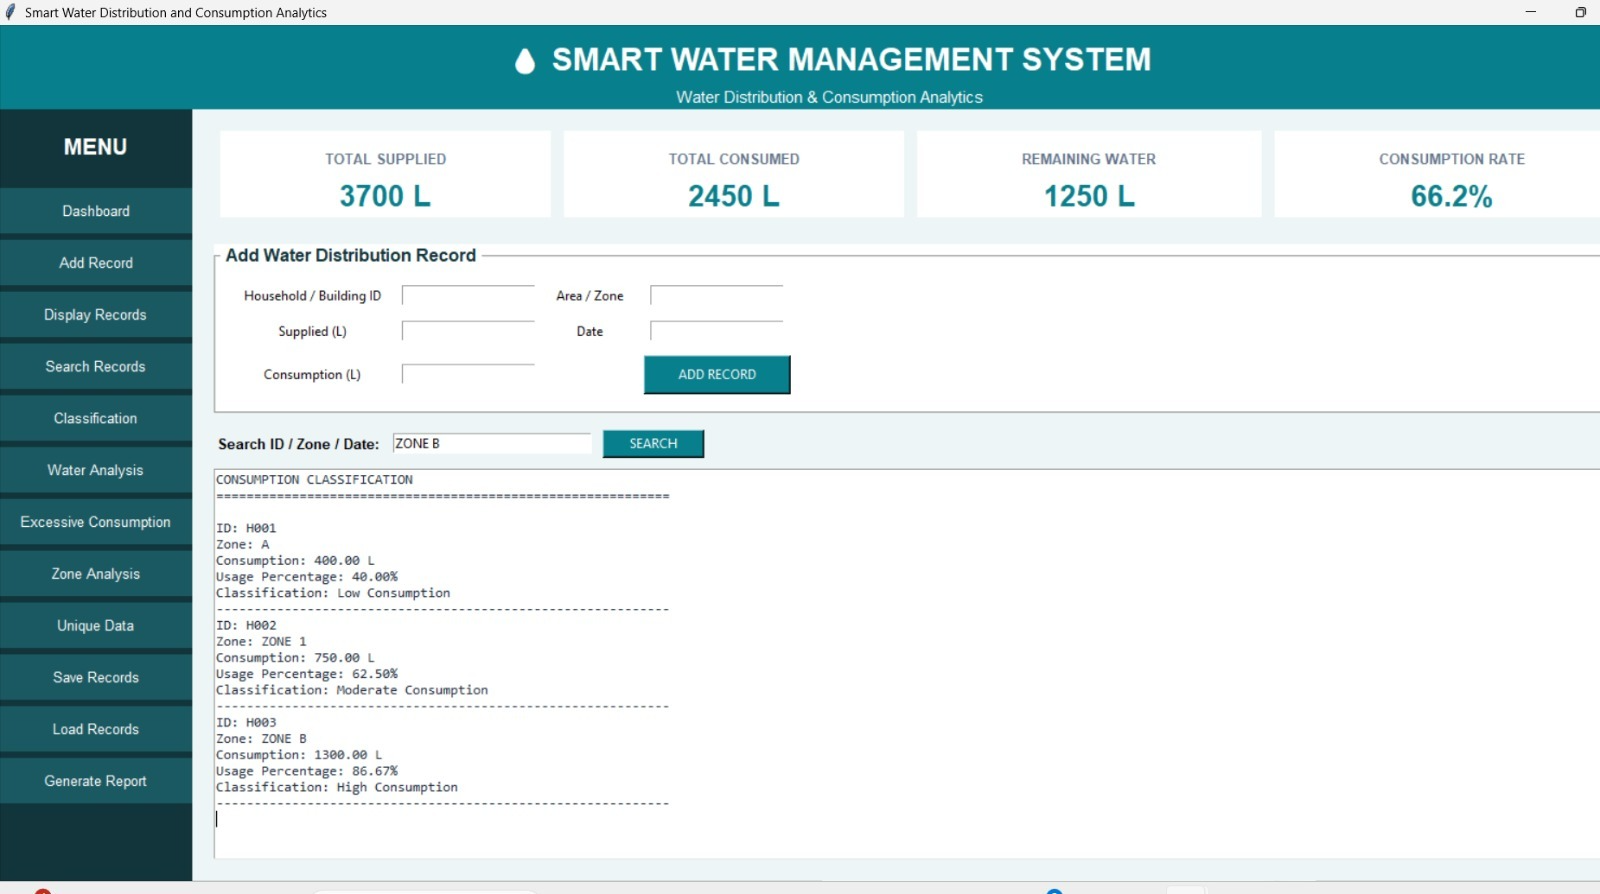 Smart Water Distribution and Consumption Analytics
SMART WATER MANAGEMENT SYSTEM
Water Distribution & Consumption Analytics
MENU
Dashboard
Add Record
Display Records
Search Records
Classification
Water Analysis
Excessive Consumption
Zone Analysis
Unique Data
Save Records
Load Records
Generate Report
TOTAL SUPPLIED
3700 L
TOTAL CONSUMED
2450 L
REMAINING WATER
1250 L
CONSUMPTION RATE
66.2%
Add Water Distribution Record
Household / Building ID
Area / Zone
Supplied (L)
Date
Consumption (L)
ADD RECORD
Search ID / Zone / Date: ZONE B SEARCH
CONSUMPTION CLASSIFICATION
============================================================
ID: H001
Zone: A
Consumption: 400.00 L
Usage Percentage: 40.00%
Classification: Low Consumption
------------------------------------------------------------
ID: H002
Zone: ZONE 1
Consumption: 750.00 L
Usage Percentage: 62.50%
Classification: Moderate Consumption
------------------------------------------------------------
ID: H003
Zone: ZONE B
Consumption: 1300.00 L
Usage Percentage: 86.67%
Classification: High Consumption
------------------------------------------------------------